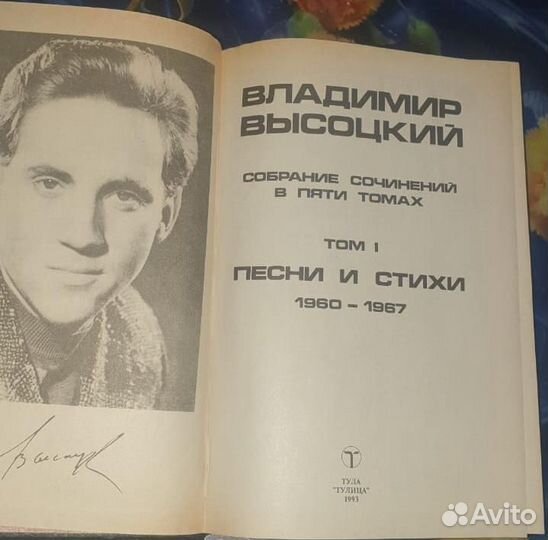 ВЛАДИМИР
ВЫСОЦКИЙ
СОБРАНИЕ СОЧИНЕНИЙ
В ПЯТИ ТОМАХ
ТОМ I
ПЕСНИ И СТИХИ
1960 – 1967
ТУЛА
"ТУЛИЦА"
1993
Avito